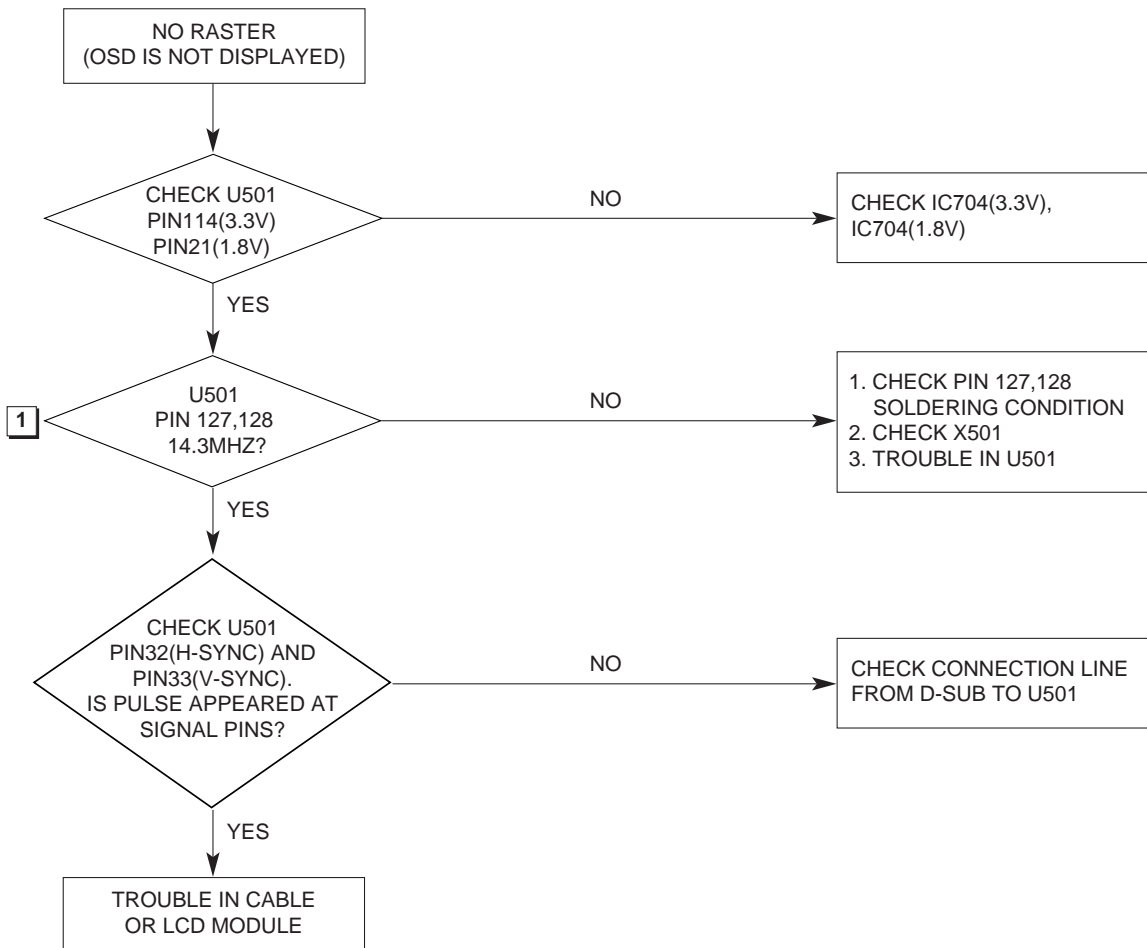 NO RASTER
(OSD IS NOT DISPLAYED)
CHECK U501
PIN114(3.3V)
PIN21(1.8V)
NO
CHECK IC704(3.3V),
IC704(1.8V)
YES
1
U501
PIN 127,128
14.3MHZ?
NO
1. CHECK PIN 127,128
SOLDERING CONDITION
2. CHECK X501
3. TROUBLE IN U501
YES
CHECK U501
PIN32(H-SYNC) AND
PIN33(V-SYNC).
IS PULSE APPEARED AT
SIGNAL PINS?
NO
CHECK CONNECTION LINE
FROM D-SUB TO U501
YES
TROUBLE IN CABLE
OR LCD MODULE